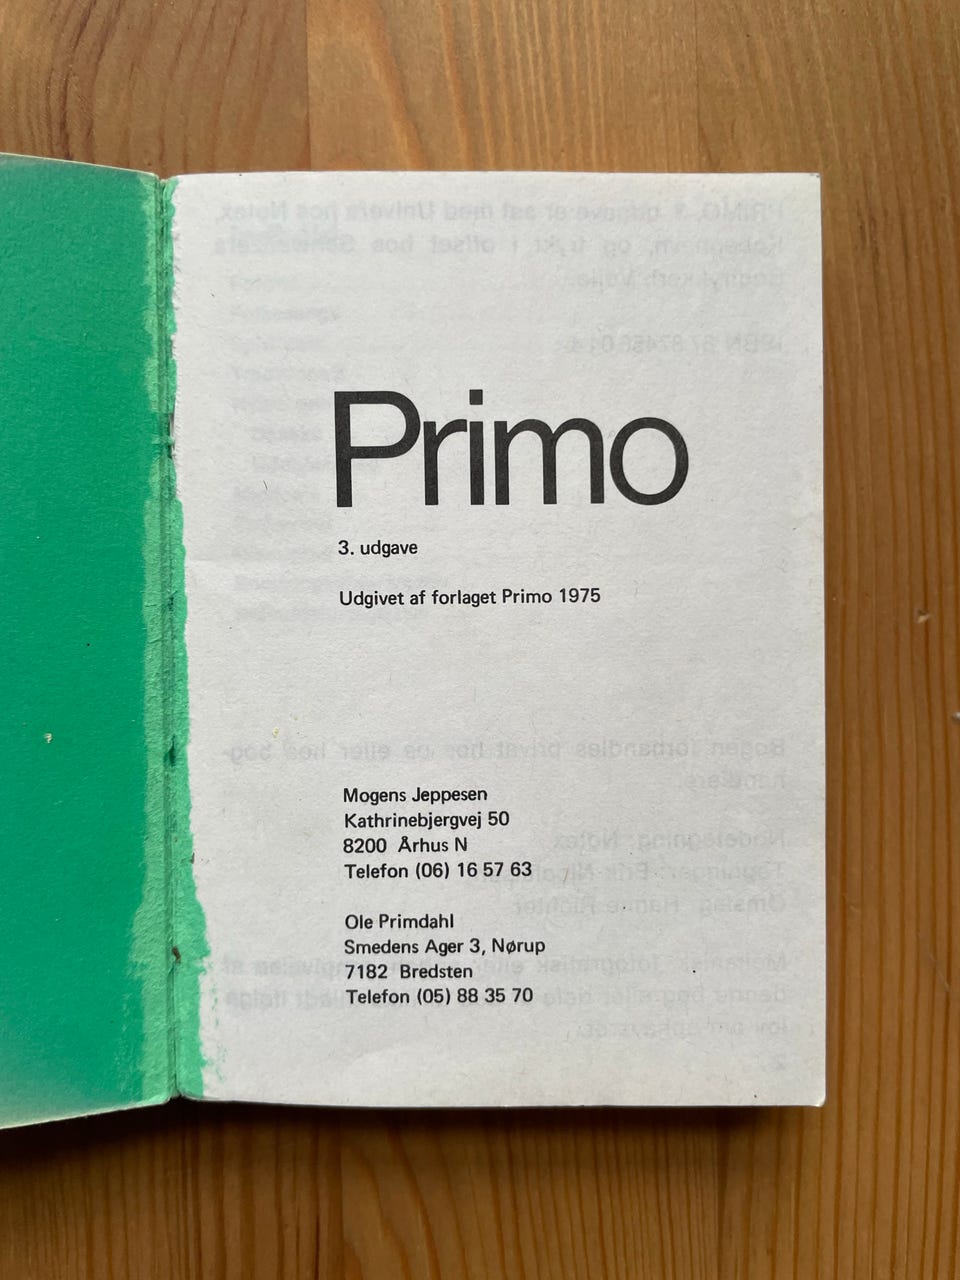 Primo
3. udgave
Udgivet af forlaget Primo 1975
Mogens Jeppesen
Kathrinebjergvej 50
8200 Århus N
Telefon (06) 16 57 63
Ole Primdahl
Smedens Ager 3, Nørup
7182 Bredsten
Telefon (05) 88 35 70